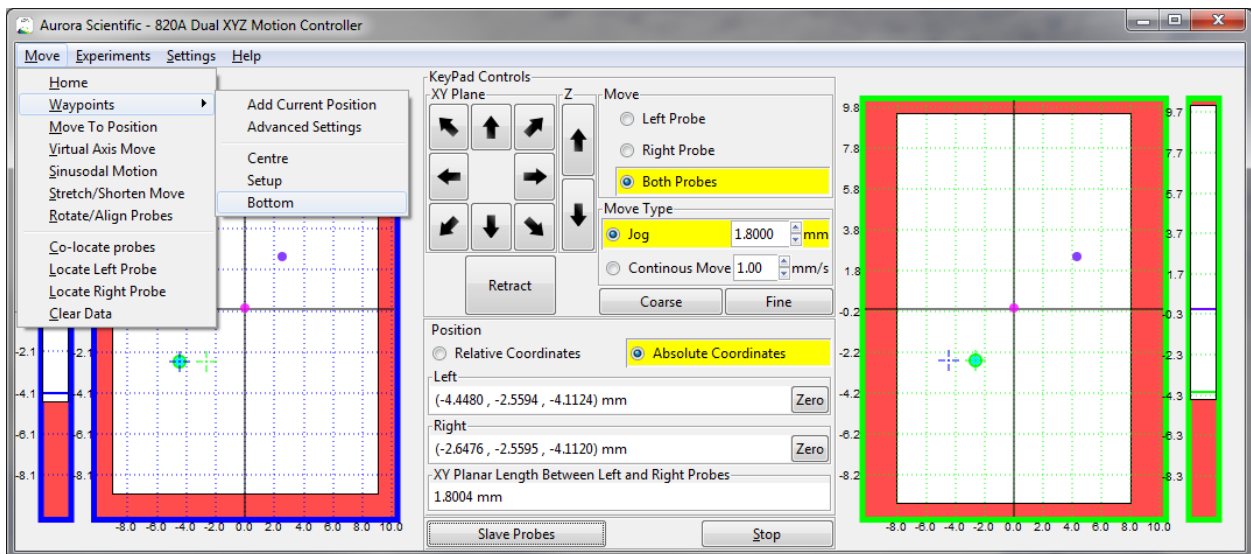 Aurora Scientific - 820A Dual XYZ Motion Controller
Move Experiments Settings Help
Home
Waypoints
Move To Position
Virtual Axis Move
Sinusodal Motion
Stretch/Shorten Move
Rotate/Align Probes
Co-locate probes
Locate Left Probe
Locate Right Probe
Clear Data
Add Current Position
Advanced Settings
Centre
Setup
Bottom
-2.1
-4.1
-6.1
-8.1
-2.1
-4.1
-6.1
-8.1
-8.0 -6.0 -4.0 -2.0 0.0 2.0 4.0 6.0 8.0 10.0
KeyPad Controls
XY Plane
Z
Retract
Move
Left Probe
Right Probe
Both Probes
Move Type
Jog 1.8000 mm
Continous Move 1.00 mm/s
Coarse Fine
Position
Relative Coordinates Absolute Coordinates
Left
(-4.4480 , -2.5594 , -4.1124) mm Zero
Right
(-2.6476 , -2.5595 , -4.1120) mm Zero
XY Planar Length Between Left and Right Probes
1.8004 mm
Slave Probes Stop
9.8
7.8
5.8
3.8
1.8
-0.2
-2.2
-4.2
-6.2
-8.2
-8.0 -6.0 -4.0 -2.0 0.0 2.0 4.0 6.0 8.0 10.0
9.7
7.7
5.7
3.7
1.7
-0.3
-2.3
-4.3
-6.3
-8.3